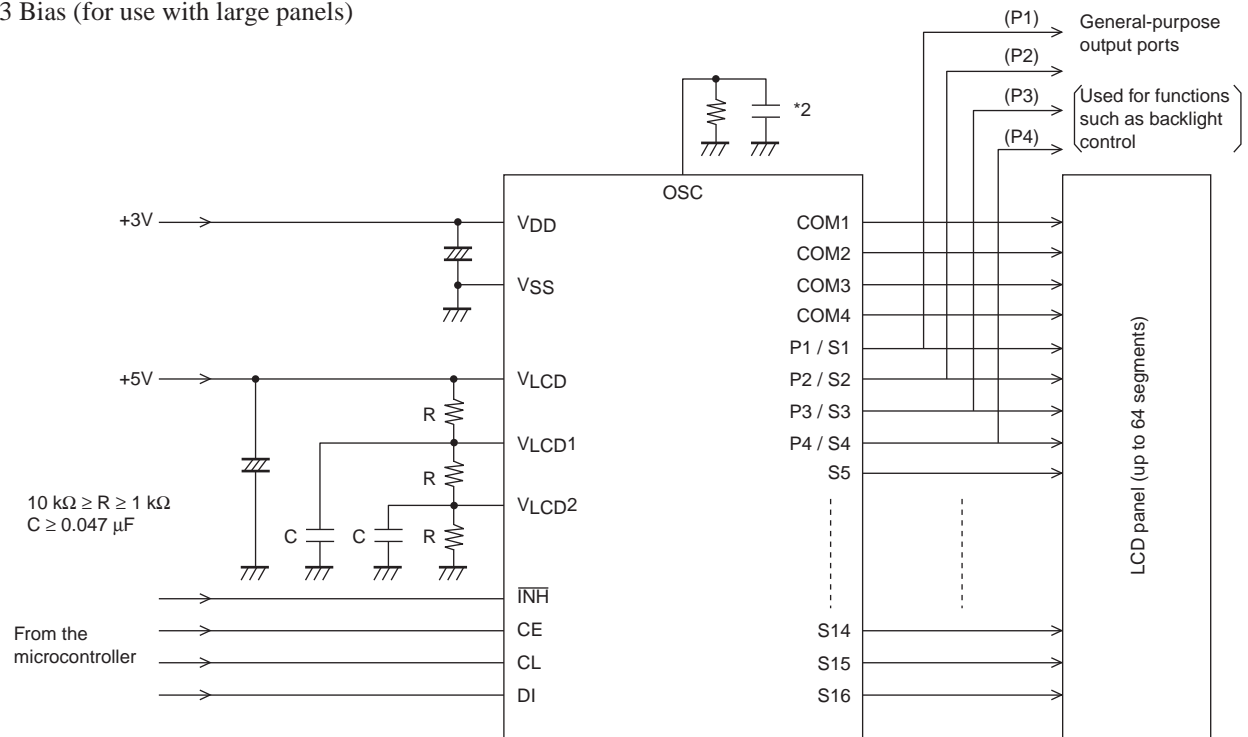 3 Bias (for use with large panels)
(P1)
General-purpose
output ports
(P2)
(P3)
(P4)
Used for functions
such as backlight
control
*2
OSC
+3V
VDD
VSS
+5V
VLCD
R
VLCD1
R
VLCD2
R
C
C
10 kΩ ≥ R ≥ 1 kΩ
C ≥ 0.047 μF
INH
CE
CL
DI
From the
microcontroller
COM1
COM2
COM3
COM4
P1 / S1
P2 / S2
P3 / S3
P4 / S4
S5
S14
S15
S16
LCD panel (up to 64 segments)